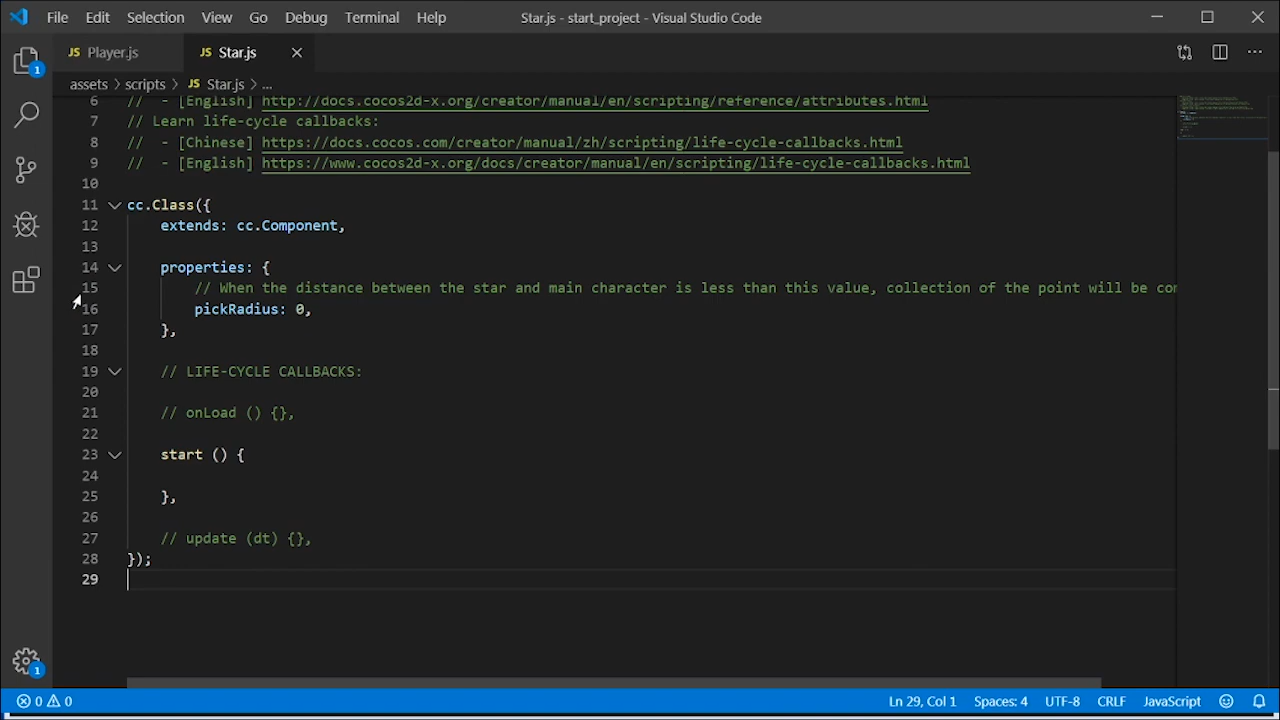 File Edit Selection View Go Debug Terminal Help Star.js - start_project - Visual Studio Code
JS Player.js JS Star.js
assets > scripts > JS Star.js > ...
6 // - [English] http://docs.cocos2d-x.org/creator/manual/en/scripting/reference/attributes.html
7 // Learn life-cycle callbacks:
8 // - [Chinese] https://docs.cocos.com/creator/manual/zh/scripting/life-cycle-callbacks.html
9 // - [English] https://www.cocos2d-x.org/docs/creator/manual/en/scripting/life-cycle-callbacks.html
10
11 cc.Class({
12 extends: cc.Component,
13
14 properties: {
15 // When the distance between the star and main character is less than this value, collection of the point will be
16 pickRadius: 0,
17 },
18
19 // LIFE-CYCLE CALLBACKS:
20
21 // onLoad () {},
22
23 start () {
24
25 },
26
27 // update (dt) {},
28 });
29
1
1
0 0 Ln 29, Col 1 Spaces: 4 UTF-8 CRLF JavaScript